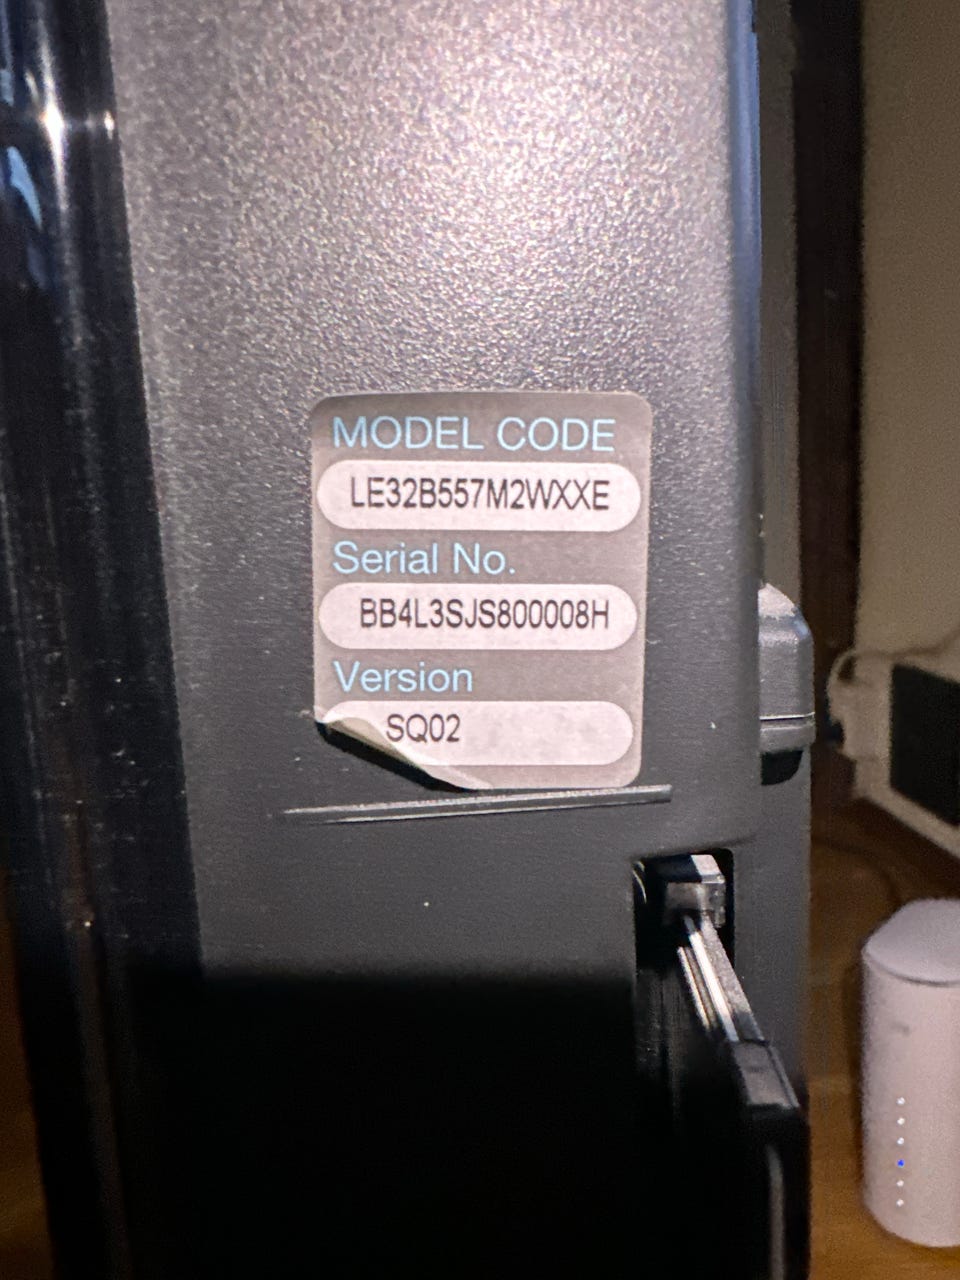 MODEL CODE
LE32B557M2WXXE
Serial No.
BB4L3SJS800008H
Version
SQ02